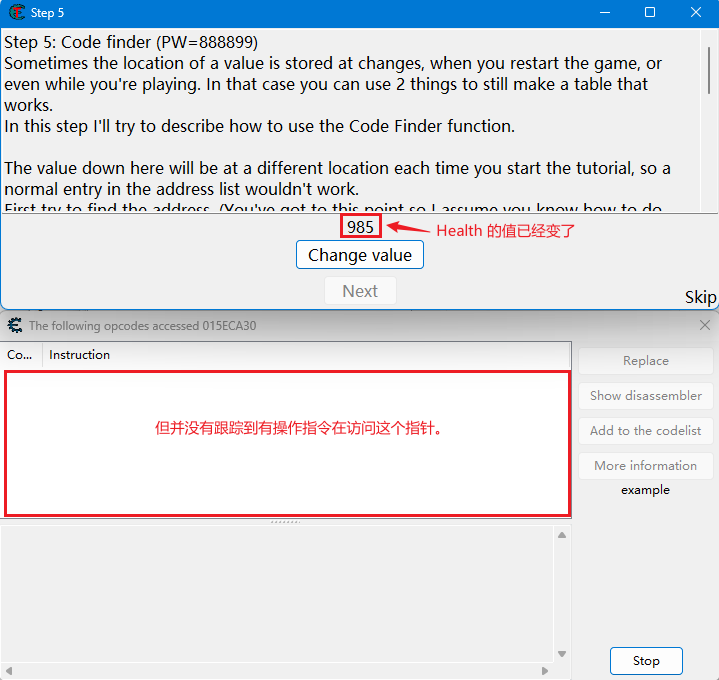 Step 5
Step 5: Code finder (PW=888899)
Sometimes the location of a value is stored at changes, when you restart the game, or
even while you're playing. In that case you can use 2 things to still make a table that
works.
In this step I'll try to describe how to use the Code Finder function.
The value down here will be at a different location each time you start the tutorial, so a
normal entry in the address list wouldn't work.
First try to find the address. (You've got to this point so I assume you know how to do
985
Health 的值已经变了
Change value
Next
Skip
The following opcodes accessed 015ECA30
Co...
Instruction
但并没有跟踪到有操作指令在访问这个指针。
Replace
Show disassembler
Add to the codelist
More information
example
Stop